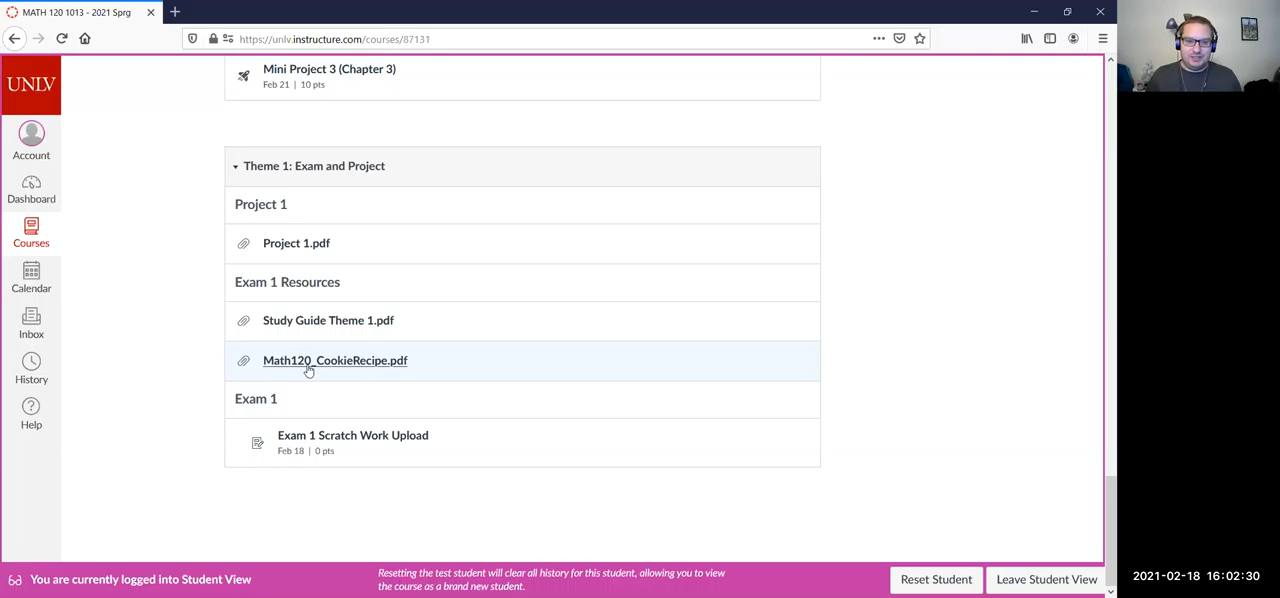 MATH 120 1013 - 2021 Sprg
https://unlv.instructure.com/courses/87131
UNLV
Account
Dashboard
Courses
Calendar
Inbox
History
Help
Mini Project 3 (Chapter 3)
Feb 21 | 10 pts
Theme 1: Exam and Project
Project 1
Project 1.pdf
Exam 1 Resources
Study Guide Theme 1.pdf
Math120_CookieRecipe.pdf
Exam 1
Exam 1 Scratch Work Upload
Feb 18 | 0 pts
You are currently logged into Student View
Resetting the test student will clear all history for this student, allowing you to view
the course as a brand new student.
Reset Student
Leave Student View
2021-02-18 16:02:30